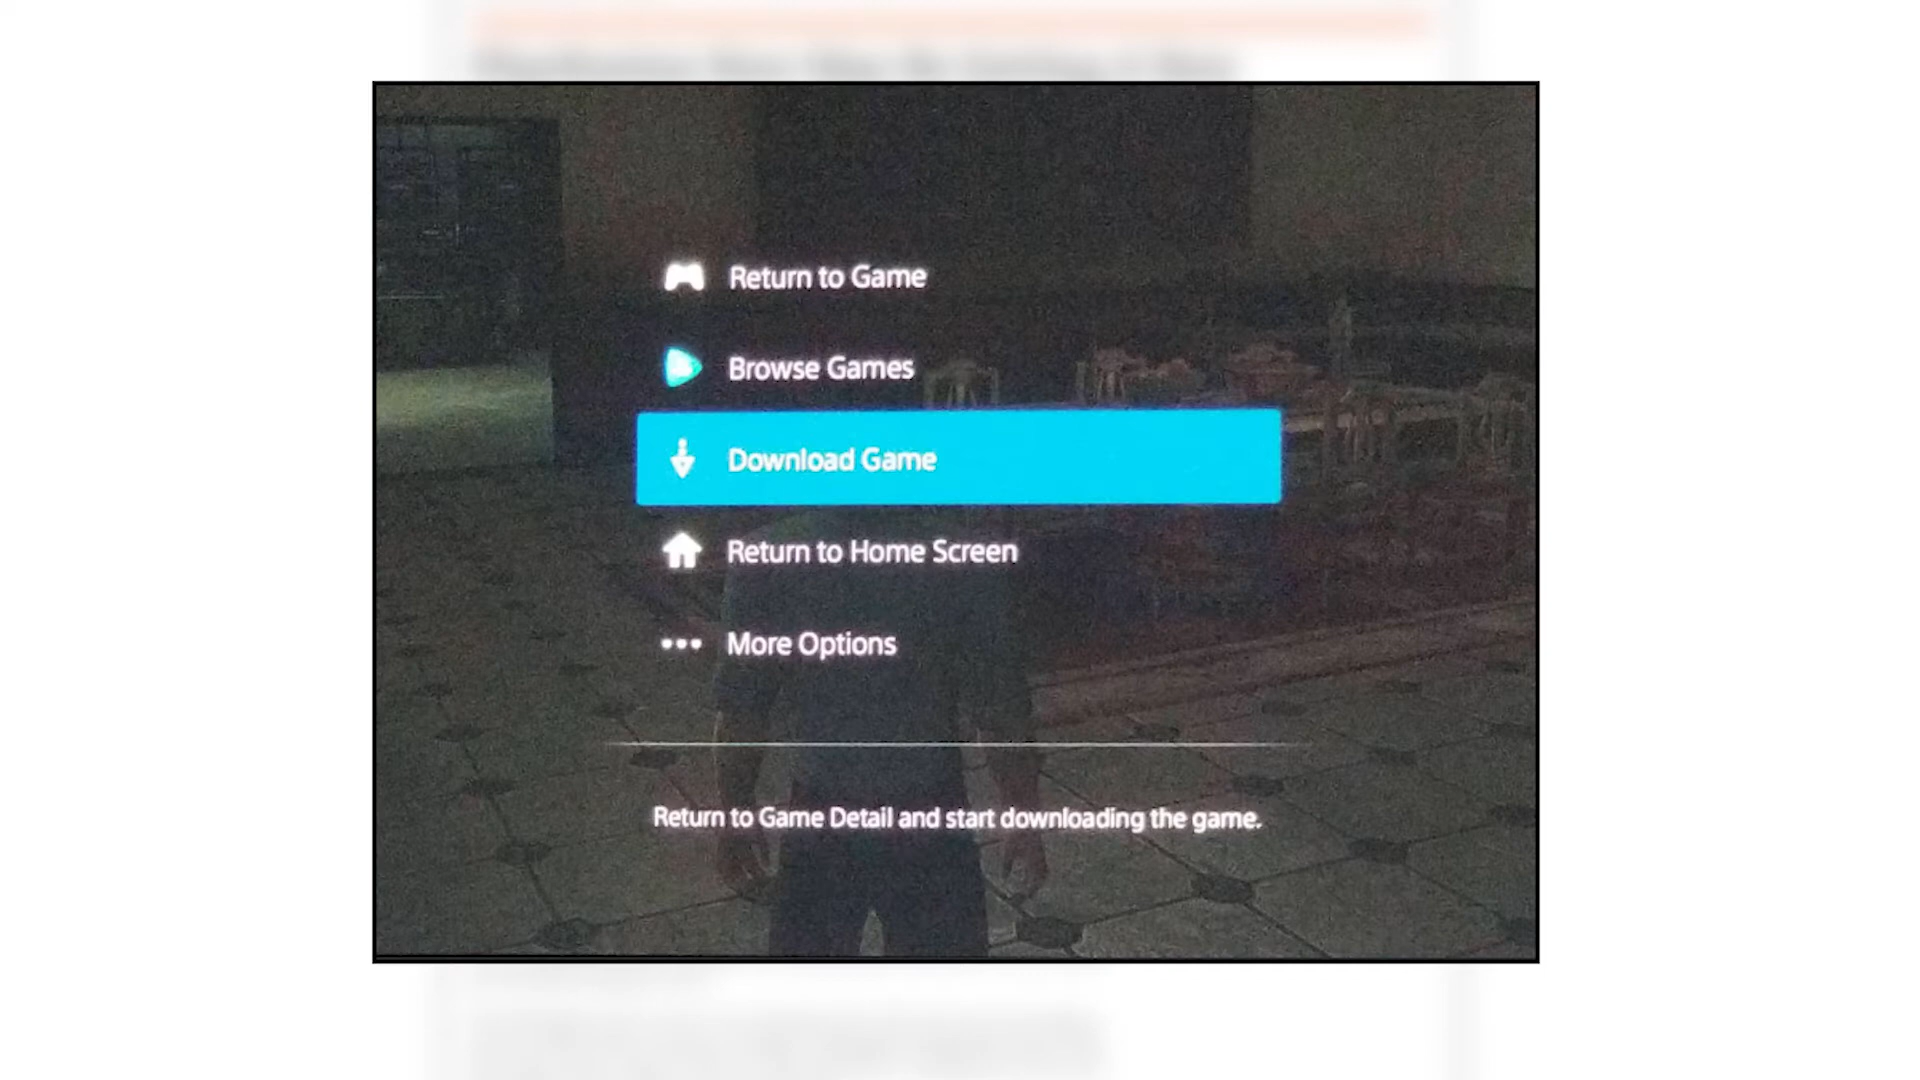 Return to Game
Browse Games
Download Game
Return to Home Screen
More Options
Return to Game Detail and start downloading the game.